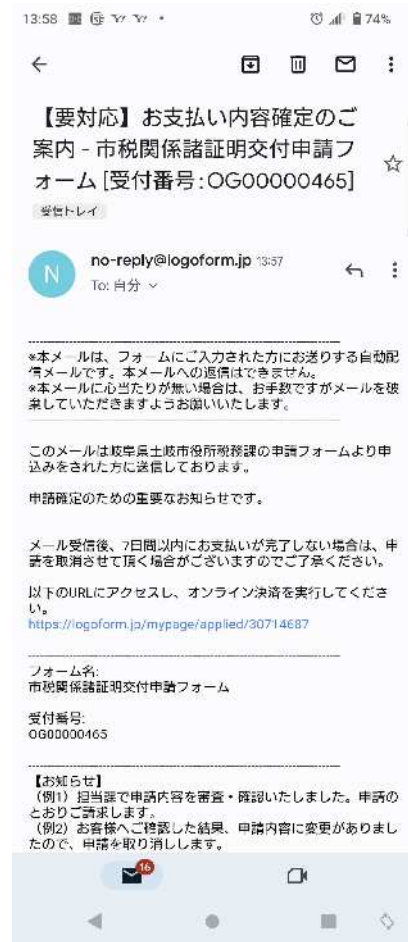 13:58
74%
【要対応】お支払い内容確定のご
案内 - 市税関係諸証明交付申請フ
ォーム [受付番号:OG00000465]
受信トレイ
N
no-reply@logoform.jp 13:57
To: 自分
※本メールは、フォームにご入力された方にお送りする自動配
信メールです。本メールへの返信はできません。
※本メールに心当たりが無い場合は、お手数ですがメールを破
棄していただきますようお願いいたします。
このメールは岐阜県土岐市役所税務課の申請フォームより申
込みをされた方に送信しております。
申請確定のための重要なお知らせです。
メール受信後、7日間以内にお支払いが完了しない場合は、申
請を取消させて頂く場合がございますのでご了承ください。
以下のURLにアクセスし、オンライン決済を実行してくださ
い。
https://logoform.jp/mypage/applied/30714687
フォーム名:
市税関係諸証明交付申請フォーム
受付番号:
OG00000465
【お知らせ】
(例1) 担当課で申請内容を審査・確認いたしました。申請の
とおりご請求します。
(例2) お客様へご確認した結果、申請内容に変更がありまし
たので、申請を取り消しします。
16